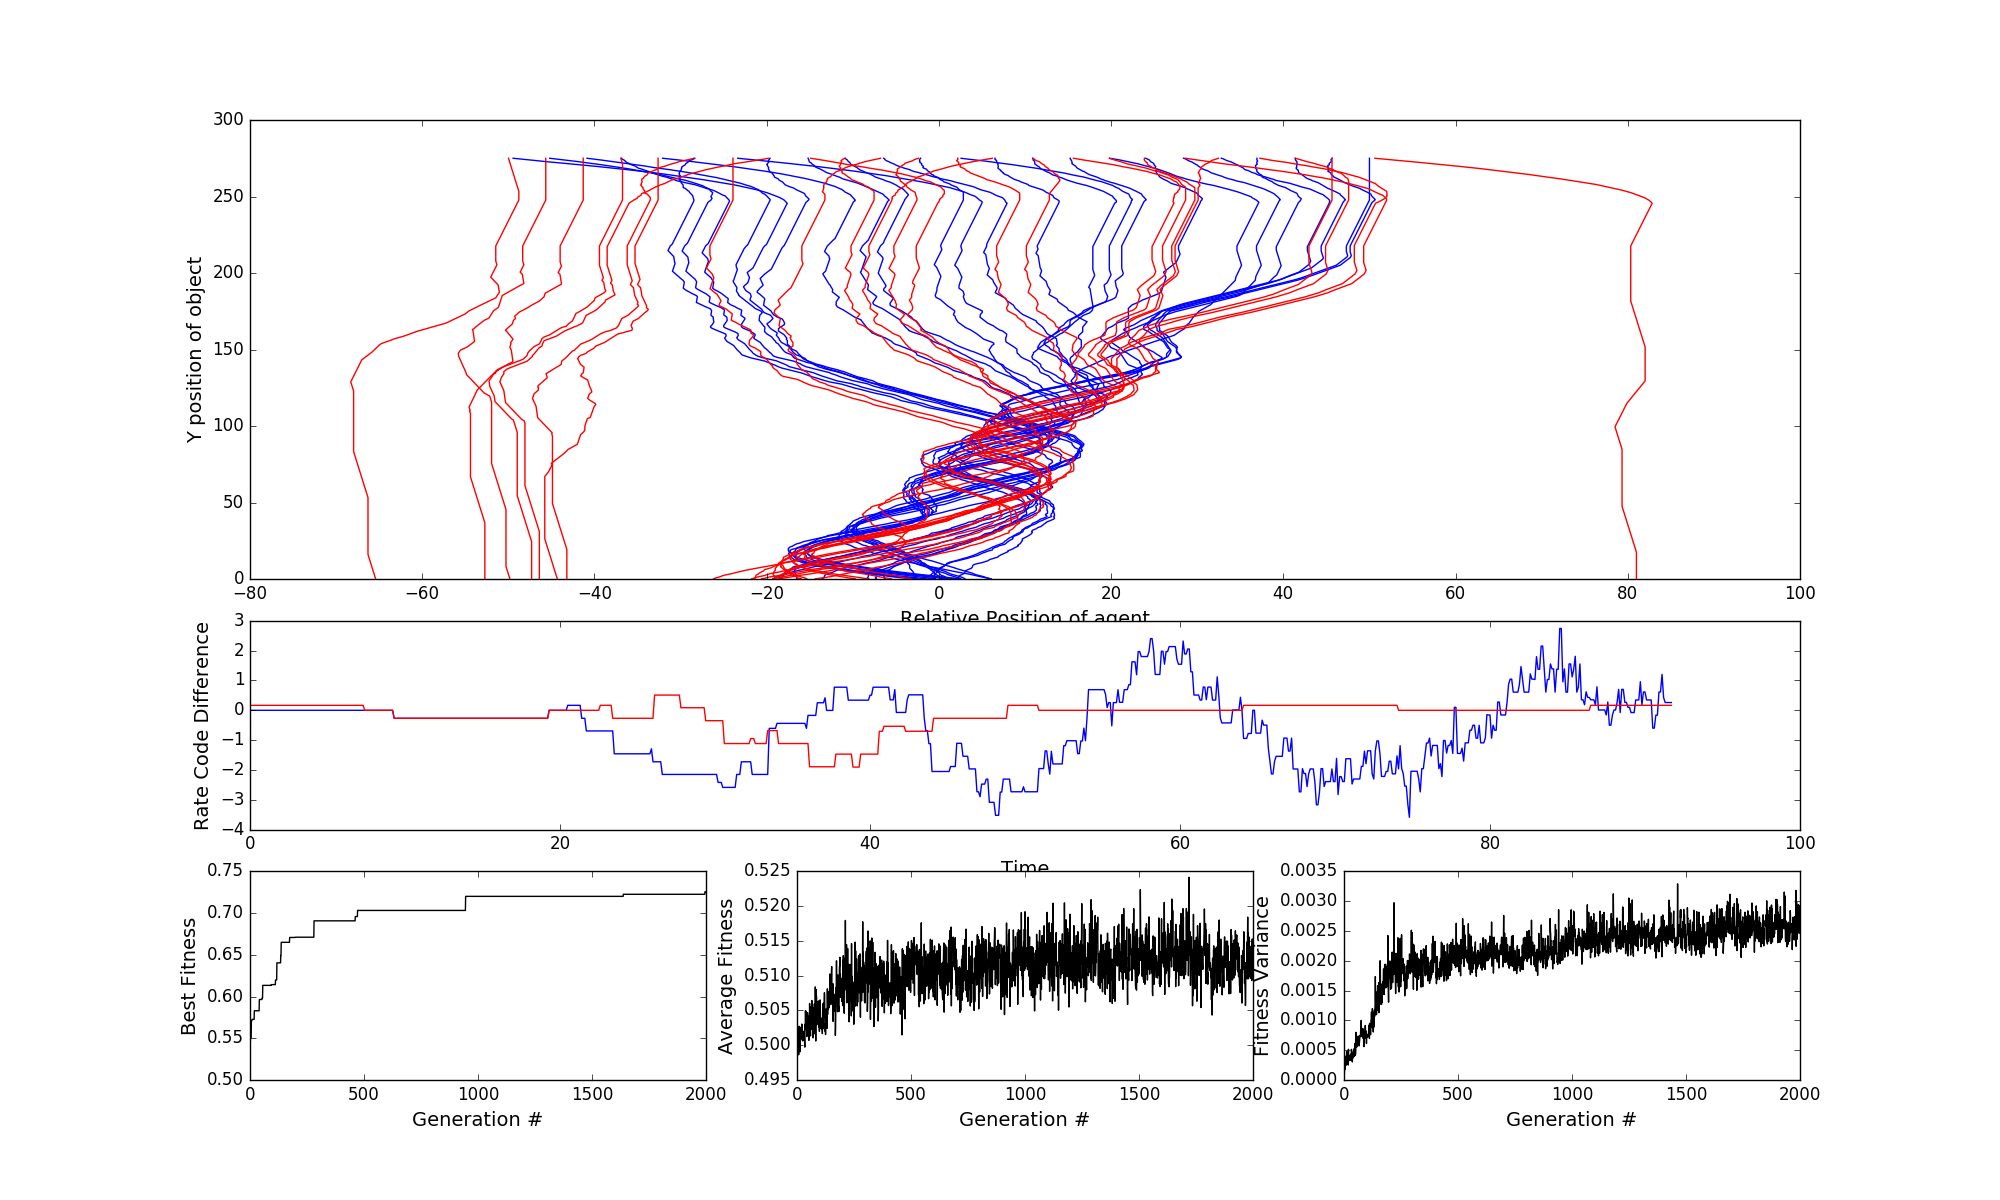 300
250
200
150
100
50
0
Y position of object
−80 −60 −40 −20 0 20 40 60 80 100
Relative Position of agent
3
2
1
0
−1
−2
−3
−4
Rate Code Difference
0 20 40 60 80 100
Time
0.75
0.70
0.65
0.60
0.55
0.50
Best Fitness
0 500 1000 1500 2000
Generation #
0.525
0.520
0.515
0.510
0.505
0.500
0.495
Average Fitness
0 500 1000 1500 2000
Generation #
0.0035
0.0030
0.0025
0.0020
0.0015
0.0010
0.0005
0.0000
Fitness Variance
0 500 1000 1500 2000
Generation #